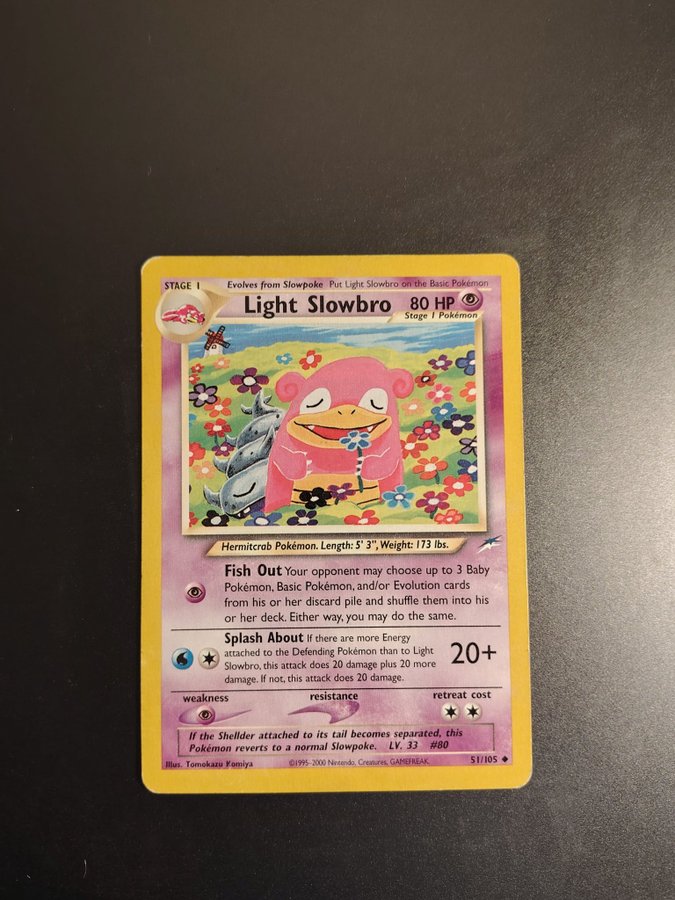 STAGE 1 Evolves from Slowpoke Put Light Slowbro on the Basic Pokémon
Light Slowbro 80 HP
Stage 1 Pokémon
Hermitcrab Pokémon. Length: 5' 3", Weight: 173 lbs.
Fish Out Your opponent may choose up to 3 Baby
Pokémon, Basic Pokémon, and/or Evolution cards
from his or her discard pile and shuffle them into his
or her deck. Either way, you may do the same.
Splash About If there are more Energy
attached to the Defending Pokémon than to Light
Slowbro, this attack does 20 damage plus 20 more
damage. If not, this attack does 20 damage.
20+
weakness resistance retreat cost
If the Shellder attached to its tail becomes separated, this
Pokémon reverts to a normal Slowpoke. LV. 33 #80
Illus. Tomokazu Komiya ©1995-2000 Nintendo, Creatures, GAMEFREAK. 51/105